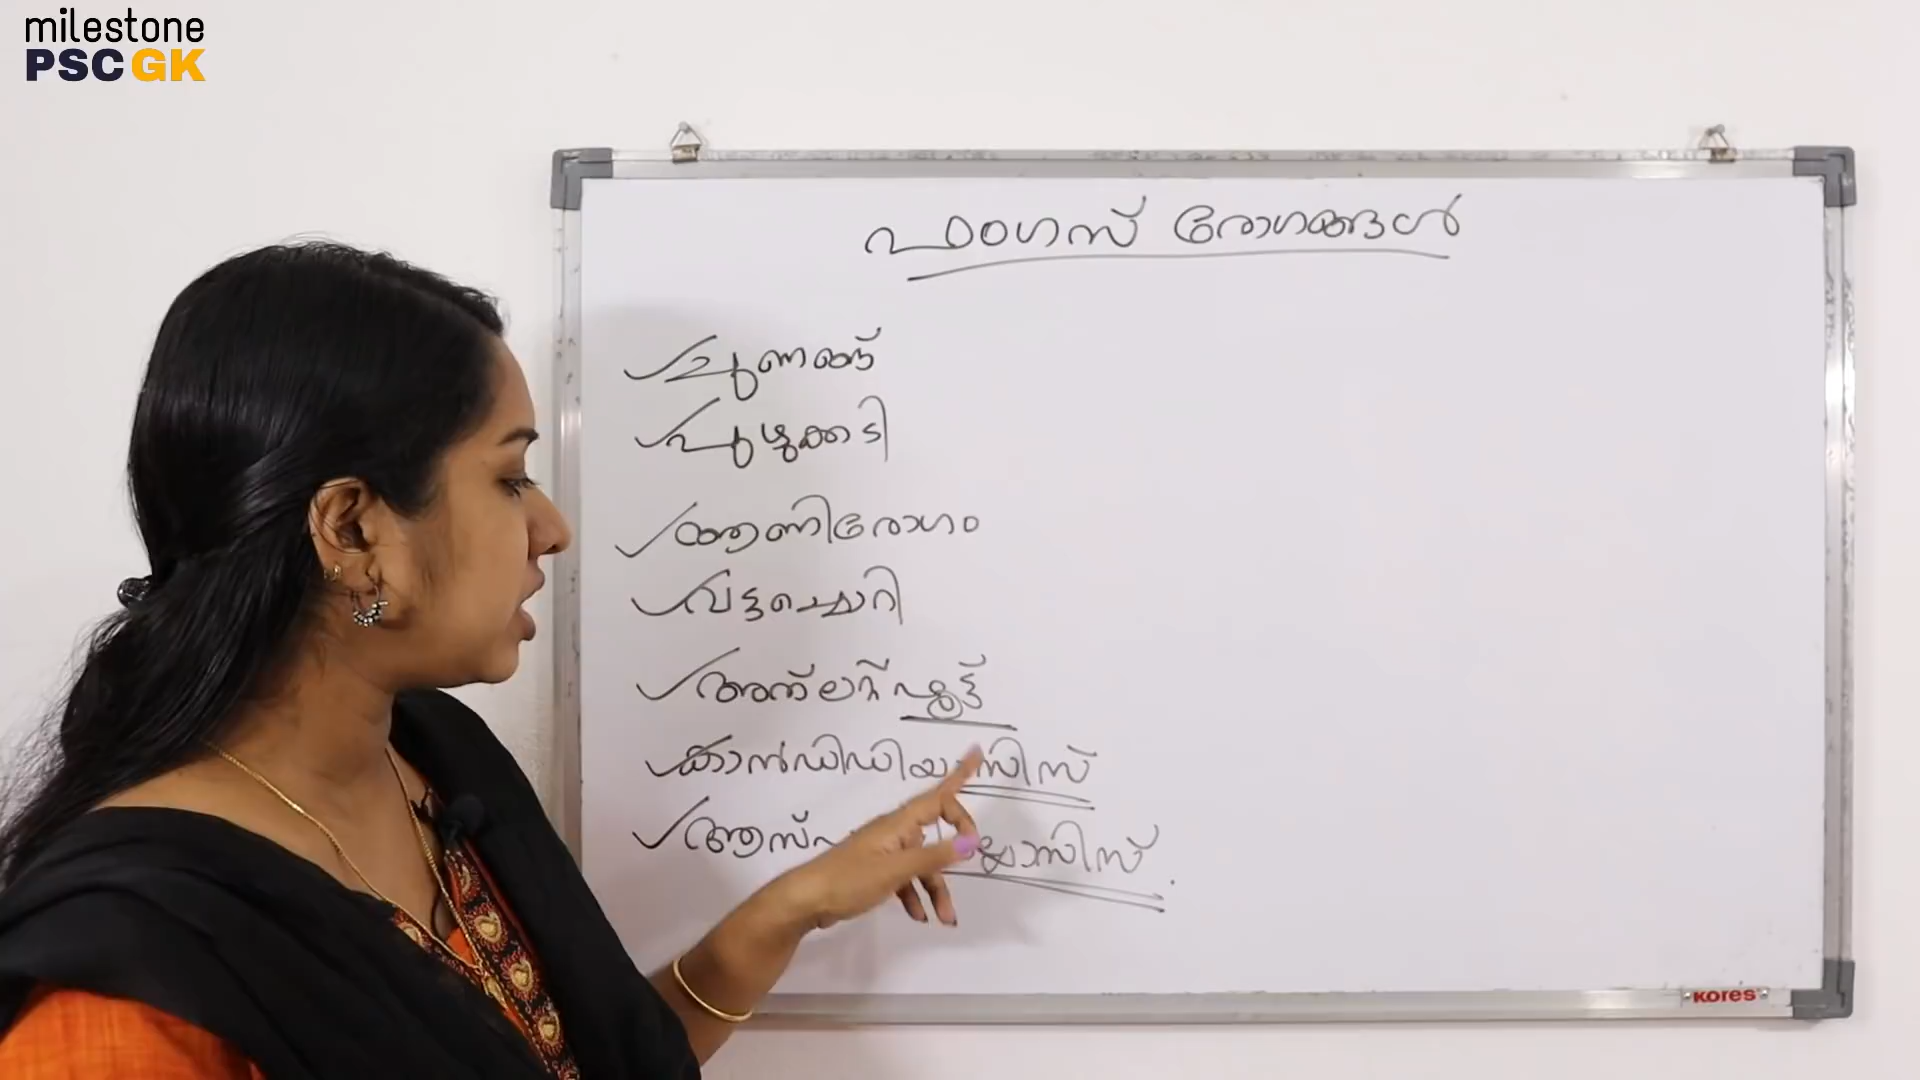 milestone
PSC GK
ഫംഗസ് രോഗങ്ങൾ
ചുണങ്ങ്
പുഴുക്കടി
ആണിരോഗം
വട്ടച്ചൊറി
അത്‌ലറ്റ് ഫൂട്ട്
കാൻഡിഡിയാസിസ്
kores